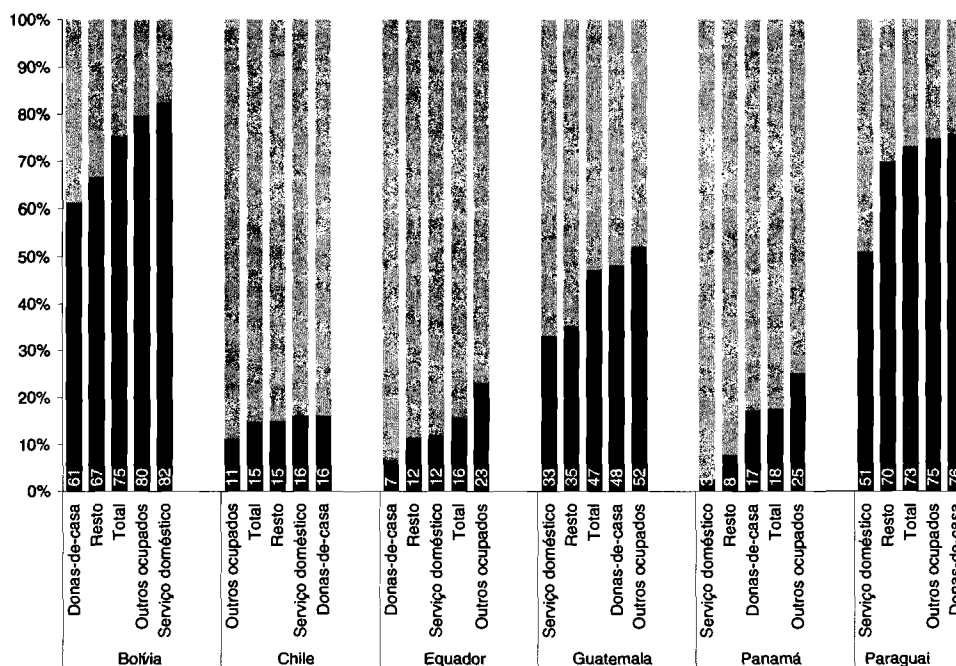 100%
90%
80%
70%
60%
50%
40%
30%
20%
10%
0%
61 67 75 80 82
11 15 15 16 16
7 12 12 16 23
33 35 47 48 52
3 8 17 18 25
51 70 73 75 76
Donas-de-casa
Resto
Total
Outros ocupados
Serviço doméstico
Outros ocupados
Total
Resto
Serviço doméstico
Donas-de-casa
Donas-de-casa
Resto
Serviço doméstico
Total
Outros ocupados
Serviço doméstico
Resto
Total
Donas-de-casa
Outros ocupados
Serviço doméstico
Resto
Donas-de-casa
Total
Outros ocupados
Serviço doméstico
Resto
Total
Outros ocupados
Donas-de-casa
Bolívia Chile Equador Guatemala Panamá Paraguai